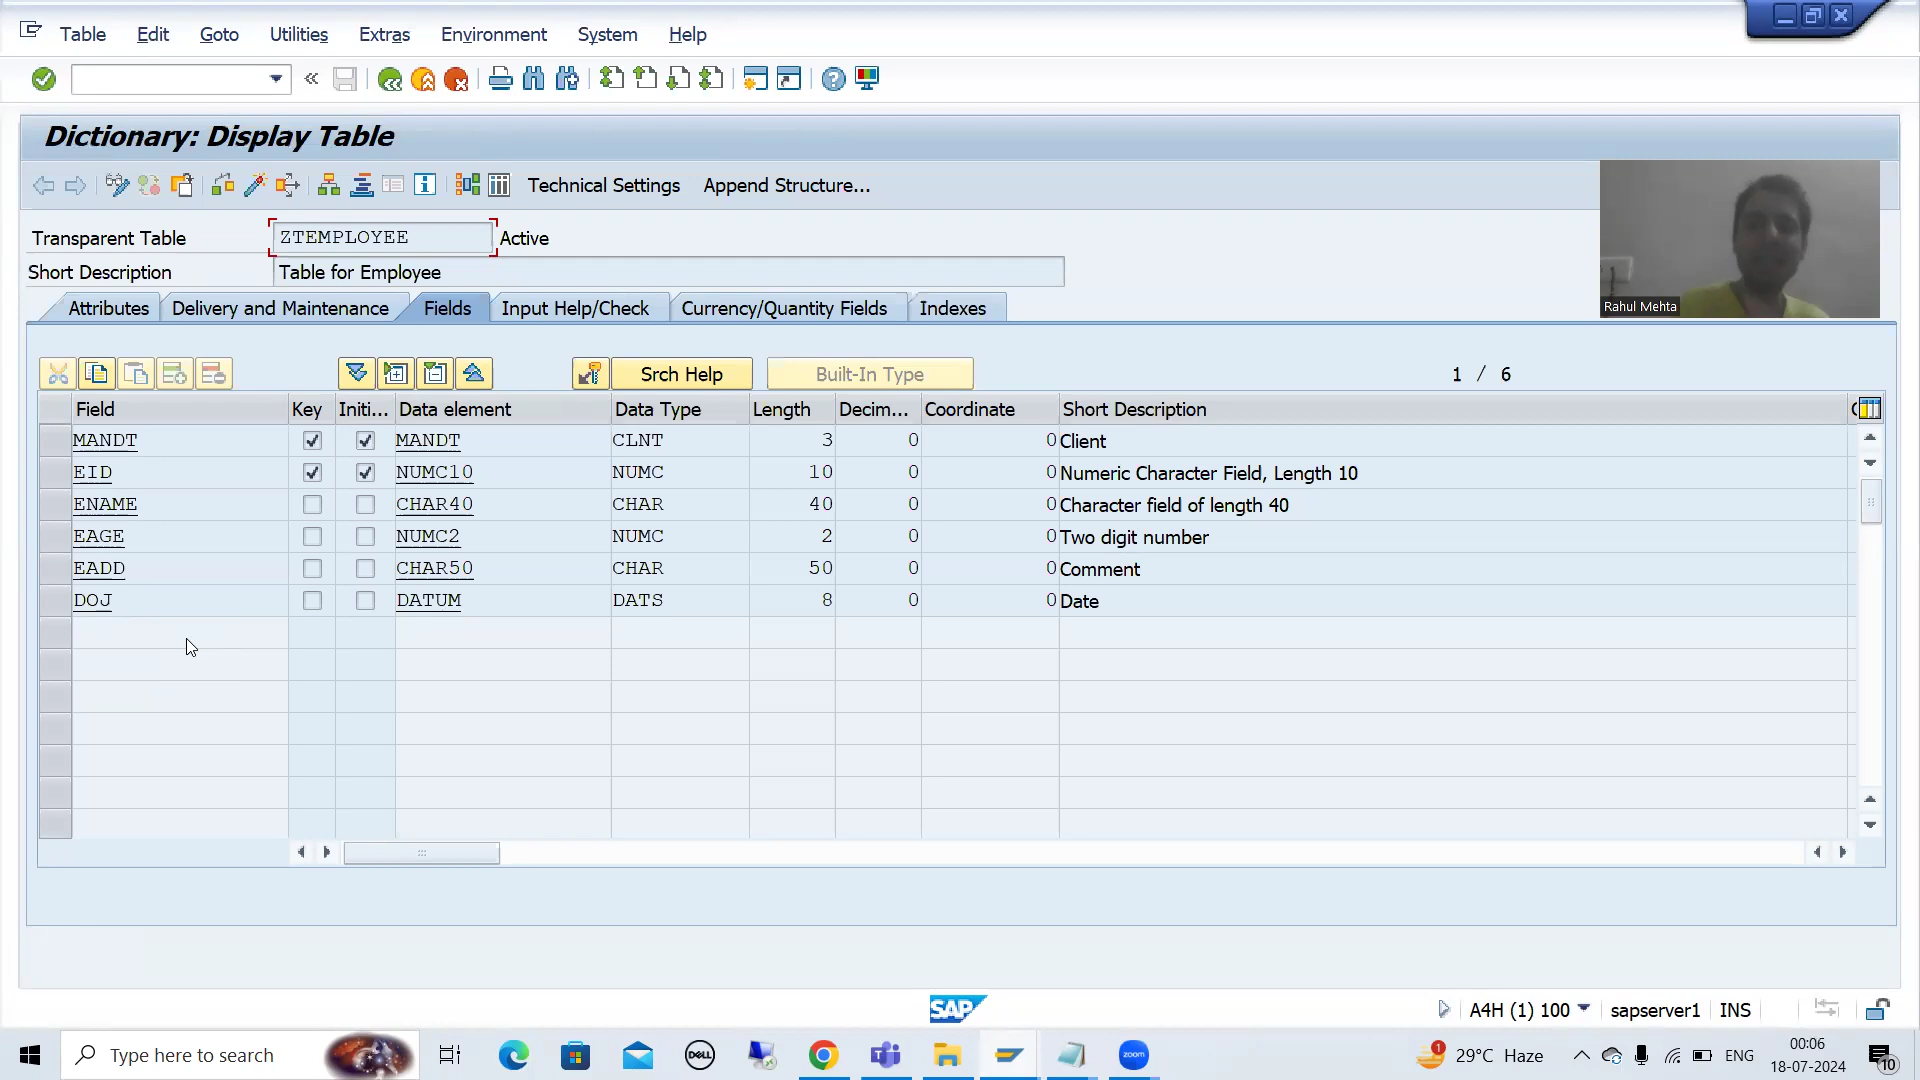 Table Edit Goto Utilities Extras Environment System Help
Dictionary: Display Table
Technical Settings Append Structure...
Transparent Table ZTEMPLOYEE Active
Short Description Table for Employee
Attributes Delivery and Maintenance Fields Input Help/Check Currency/Quantity Fields Indexes
Rahul Mehta
Srch Help Built-In Type 1 / 6
Field Key Initi... Data element Data Type Length Decim... Coordinate Short Description
MANDT MANDT CLNT 3 0 0 Client
EID NUMC10 NUMC 10 0 0 Numeric Character Field, Length 10
ENAME CHAR40 CHAR 40 0 0 Character field of length 40
EAGE NUMC2 NUMC 2 0 0 Two digit number
EADD CHAR50 CHAR 50 0 0 Comment
DOJ DATUM DATS 8 0 0 Date
SAP A4H (1) 100 sapserver1 INS
Type here to search DELL zoom 1 29°C Haze ENG 00:06
18-07-2024 10